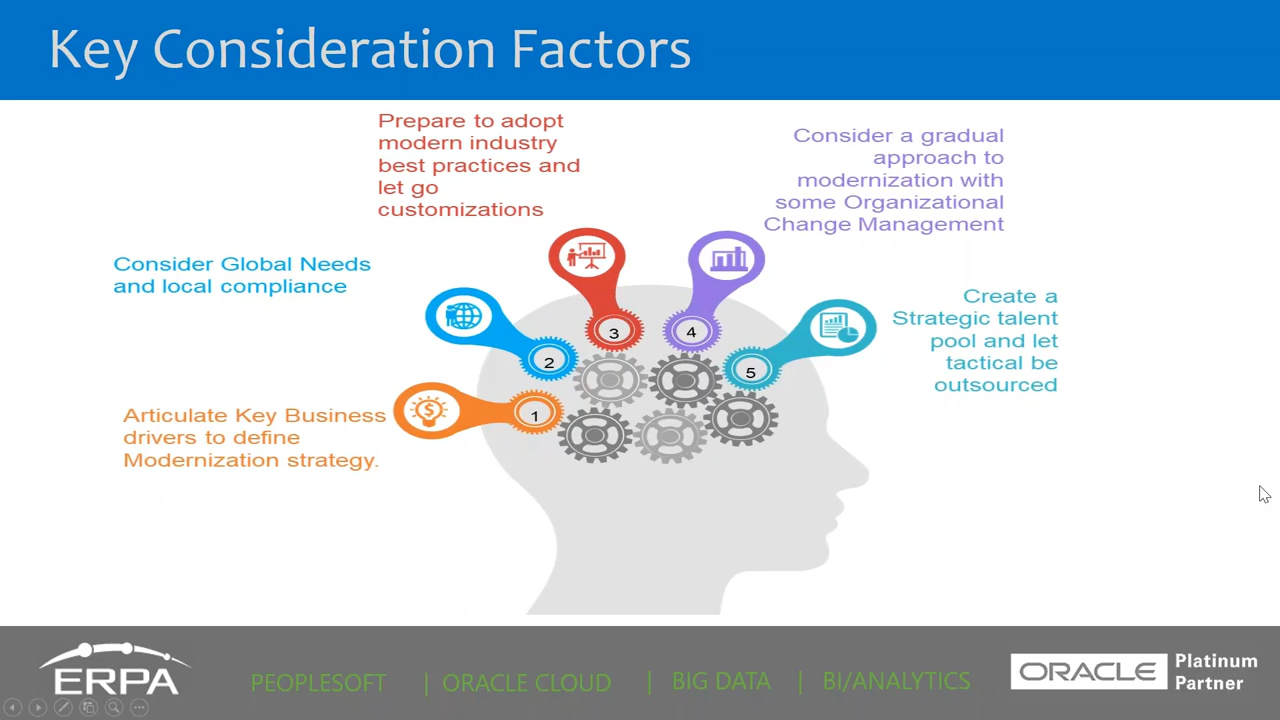 Key Consideration Factors
Prepare to adopt
modern industry
best practices and
let go
customizations
Consider a gradual
approach to
modernization with
some Organizational
Change Management
Consider Global Needs
and local compliance
Create a
Strategic talent
pool and let
tactical be
outsourced
Articulate Key Business
drivers to define
Modernization strategy.
1
2
3
4
5
$
ERPA
PEOPLESOFT | ORACLE CLOUD | BIG DATA | BI/ANALYTICS
ORACLE
Platinum
Partner